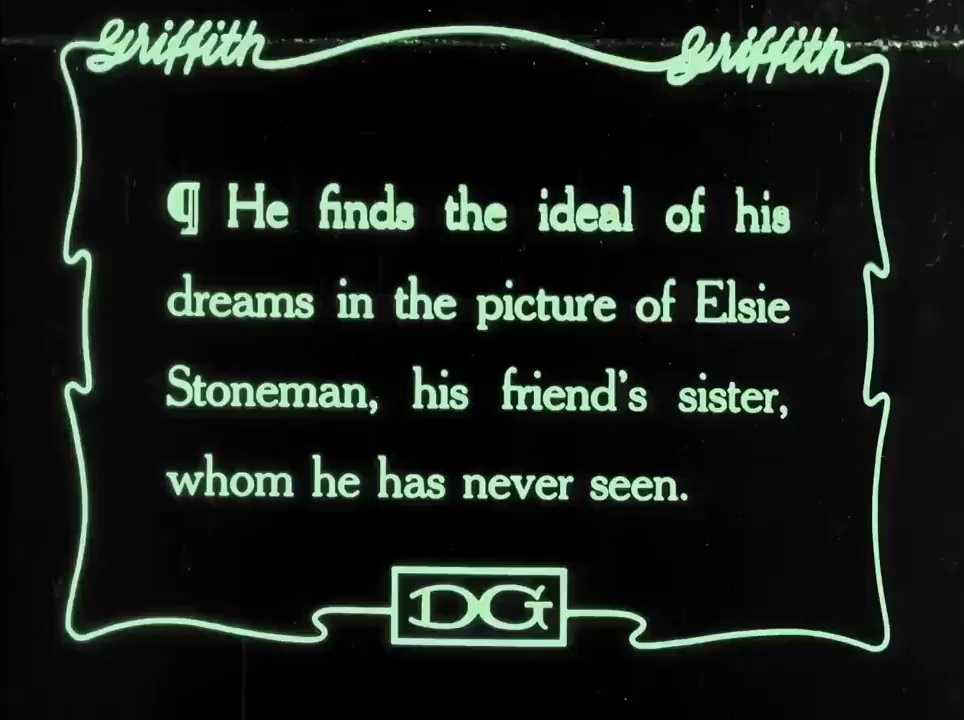 Griffith Griffith
¶ He finds the ideal of his
dreams in the picture of Elsie
Stoneman, his friend's sister,
whom he has never seen.
DG